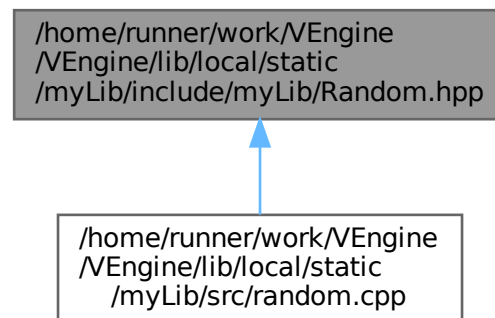 /home/runner/work/VEngine
/VEngine/lib/local/static
/myLib/include/myLib/Random.hpp
/home/runner/work/VEngine
/VEngine/lib/local/static
/myLib/src/random.cpp